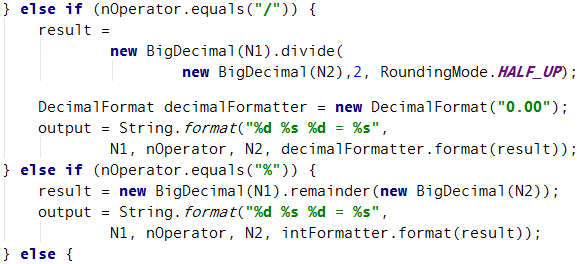 } else if (nOperator.equals("/")) {
    result =
            new BigDecimal(N1).divide(
                    new BigDecimal(N2),2, RoundingMode.HALF_UP);
    DecimalFormat decimalFormatter = new DecimalFormat("0.00");
    output = String.format("%d %s %d = %s",
            N1, nOperator, N2, decimalFormatter.format(result));
} else if (nOperator.equals("%")) {
    result = new BigDecimal(N1).remainder(new BigDecimal(N2));
    output = String.format("%d %s %d = %s",
            N1, nOperator, N2, intFormatter.format(result));
} else {